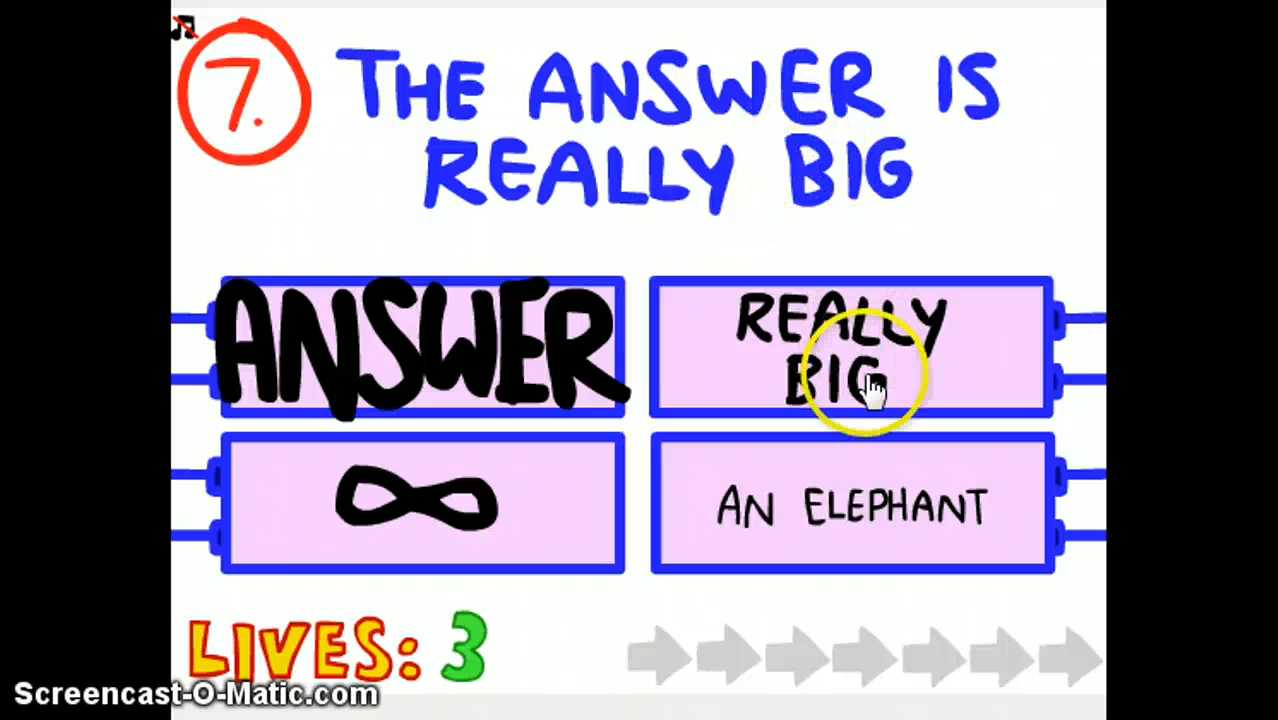 7. THE ANSWER IS
REALLY BIG
ANSWER
REALLY
BIG
∞
AN ELEPHANT
LIVES: 3
Screencast-O-Matic.com